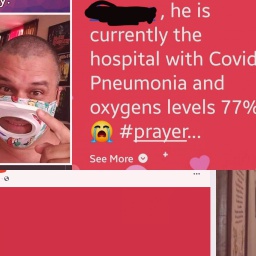 , he is
currently the
hospital with Covid
Pneumonia and
oxygens levels 77%
😭 #prayer...
See More